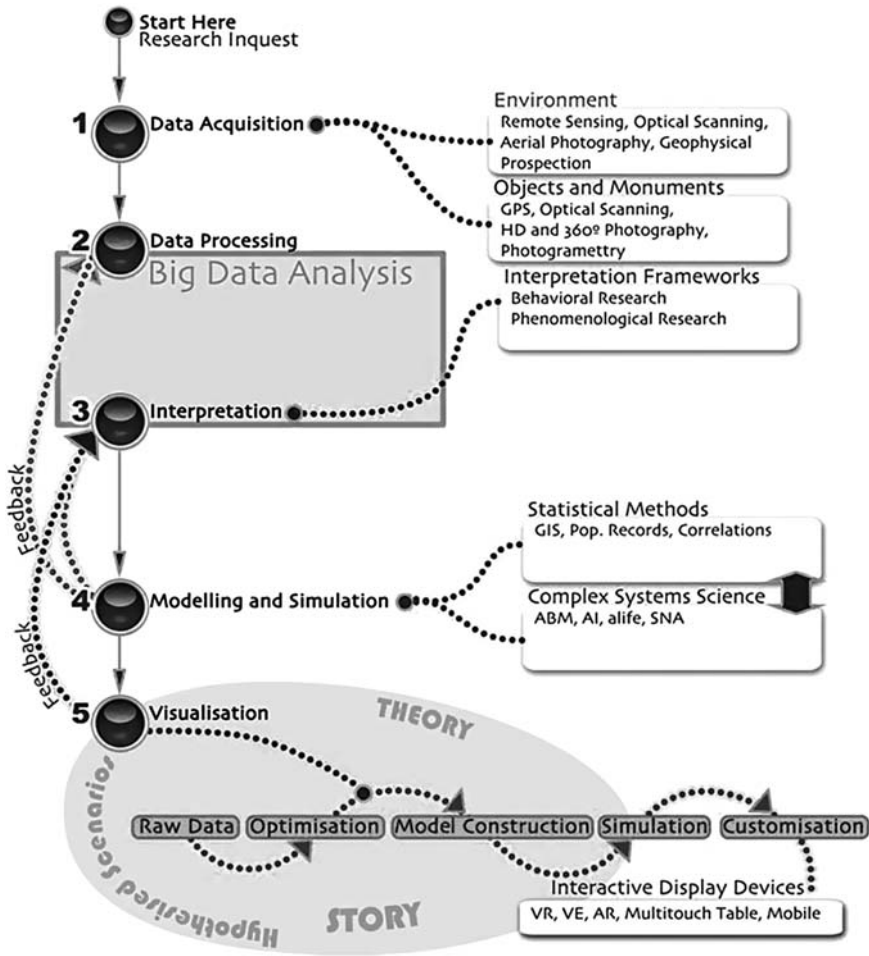 Start Here
Research Inquest
1 Data Acquisition
Environment
Remote Sensing, Optical Scanning,
Aerial Photography, Geophysical
Prospection
Objects and Monuments
GPS, Optical Scanning,
HD and 360º Photography,
Photogramettry
2 Data Processing
Big Data Analysis
Interpretation Frameworks
Behavioral Research
Phenomenological Research
3 Interpretation
Feedback
Statistical Methods
GIS, Pop. Records, Correlations
4 Modelling and Simulation
Complex Systems Science
ABM, AI, alife, SNA
Feedback
5 Visualisation
THEORY
Hypothesised Scenarios
Raw Data
Optimisation
Model Construction
Simulation
Customisation
STORY
Interactive Display Devices
VR, VE, AR, Multitouch Table, Mobile